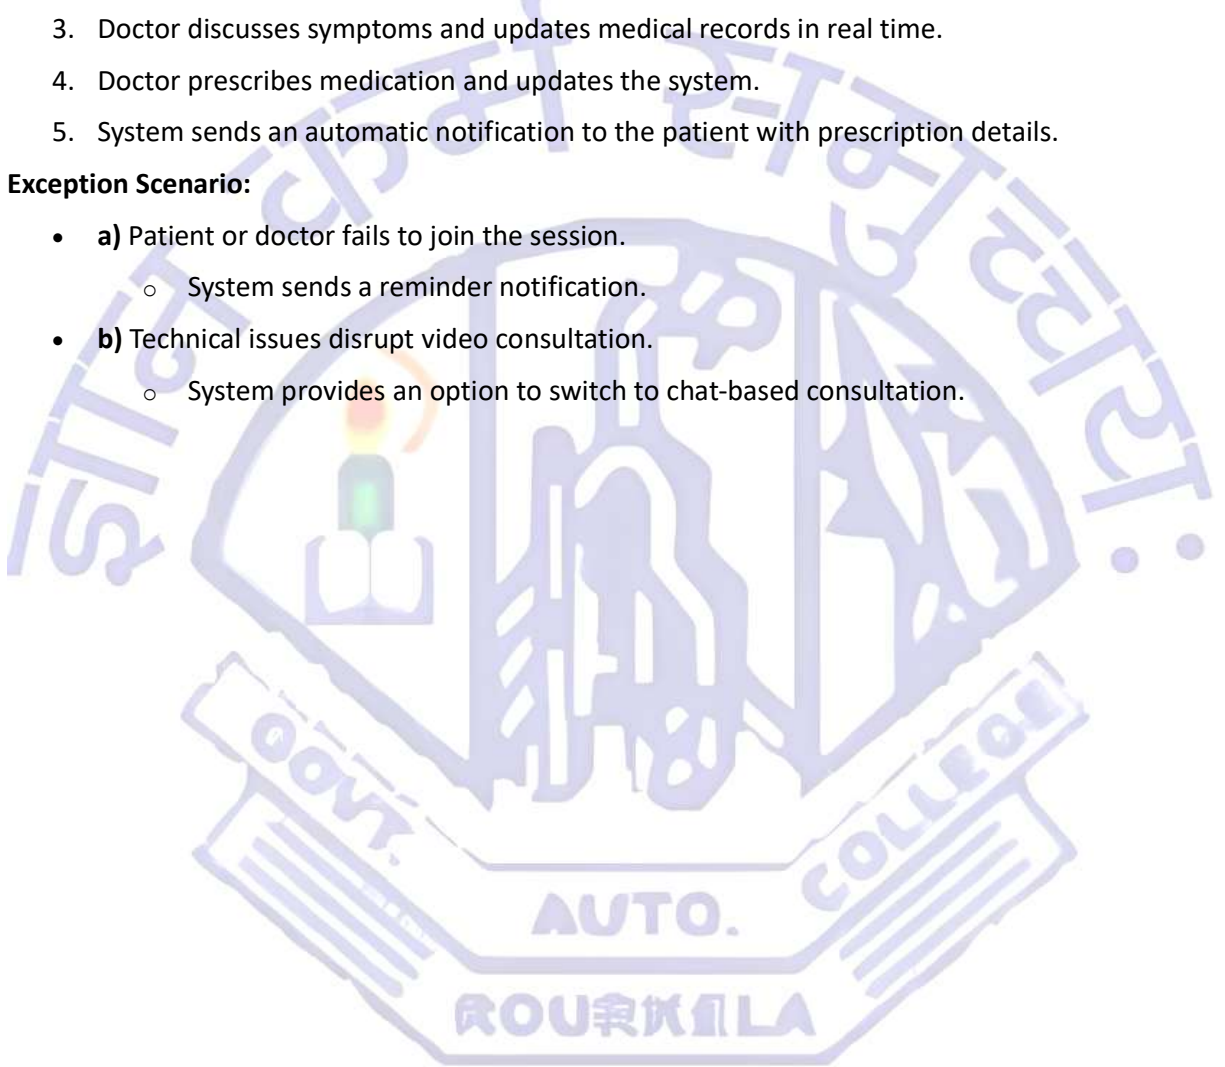 3. Doctor discusses symptoms and updates medical records in real time.
4. Doctor prescribes medication and updates the system.
5. System sends an automatic notification to the patient with prescription details.
Exception Scenario:
• a) Patient or doctor fails to join the session.
o System sends a reminder notification.
• b) Technical issues disrupt video consultation.
o System provides an option to switch to chat-based consultation.
GOVT.
AUTO.
COLLEGE